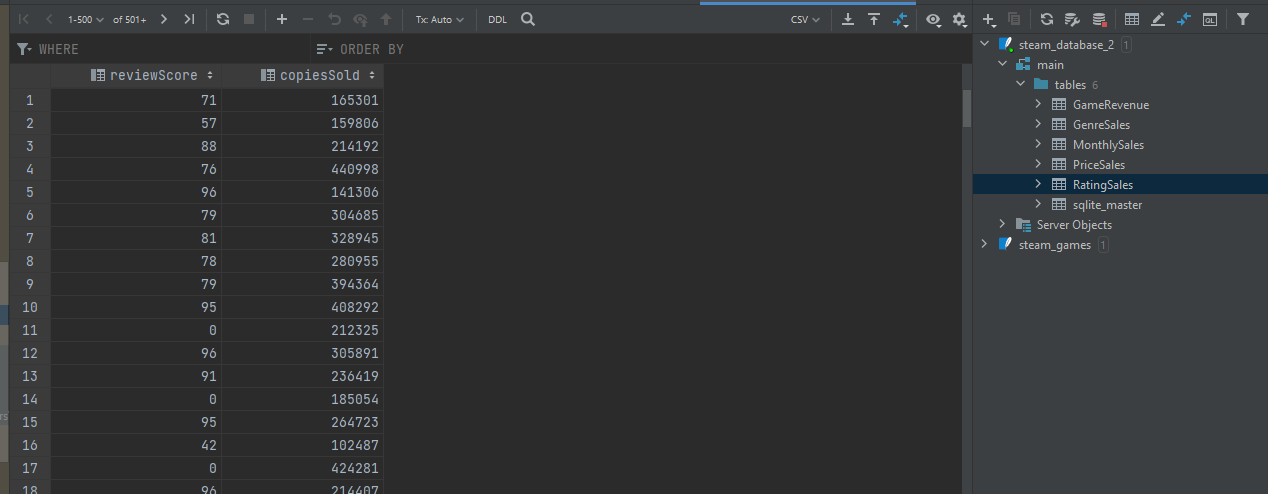 1-500 of 501+ Tx: Auto DDL CSV
WHERE ORDER BY
reviewScore copiesSold
1 71 165301
2 57 159806
3 88 214192
4 76 440998
5 96 141306
6 79 304685
7 81 328945
8 78 280955
9 79 394364
10 95 408292
11 0 212325
12 96 305891
13 91 236419
14 0 185054
15 95 264723
16 42 102487
17 0 424281
18 96 214407
steam_database_2 1
main
tables 6
GameRevenue
GenreSales
MonthlySales
PriceSales
RatingSales
sqlite_master
Server Objects
steam_games 1